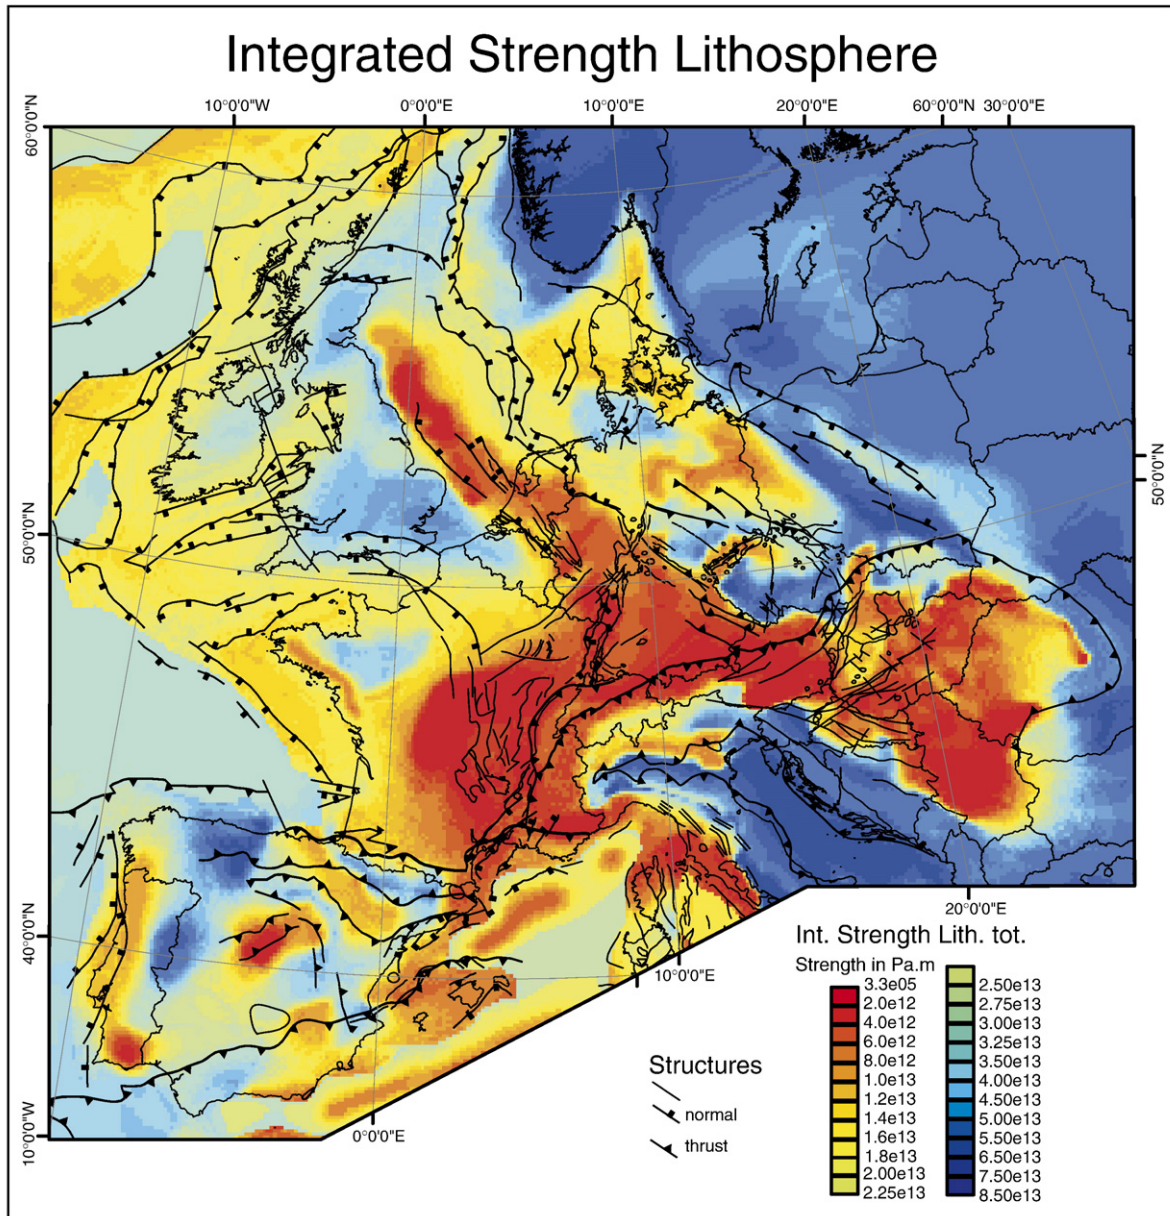 Integrated Strength Lithosphere
10°0'0"W 0°0'0"E 10°0'0"E 20°0'0"E 60°0'0"N 30°0'0"E
60°0'0"N
50°0'0"N
50°0'0"N
40°0'0"N
10°0'0"W
0°0'0"E
10°0'0"E
20°0'0"E
Int. Strength Lith. tot.
Strength in Pa.m
3.3e05
2.0e12
4.0e12
6.0e12
8.0e12
1.0e13
1.2e13
1.4e13
1.6e13
1.8e13
2.00e13
2.25e13
2.50e13
2.75e13
3.00e13
3.25e13
3.50e13
4.00e13
4.50e13
5.00e13
5.50e13
6.50e13
7.50e13
8.50e13
Structures
normal
thrust